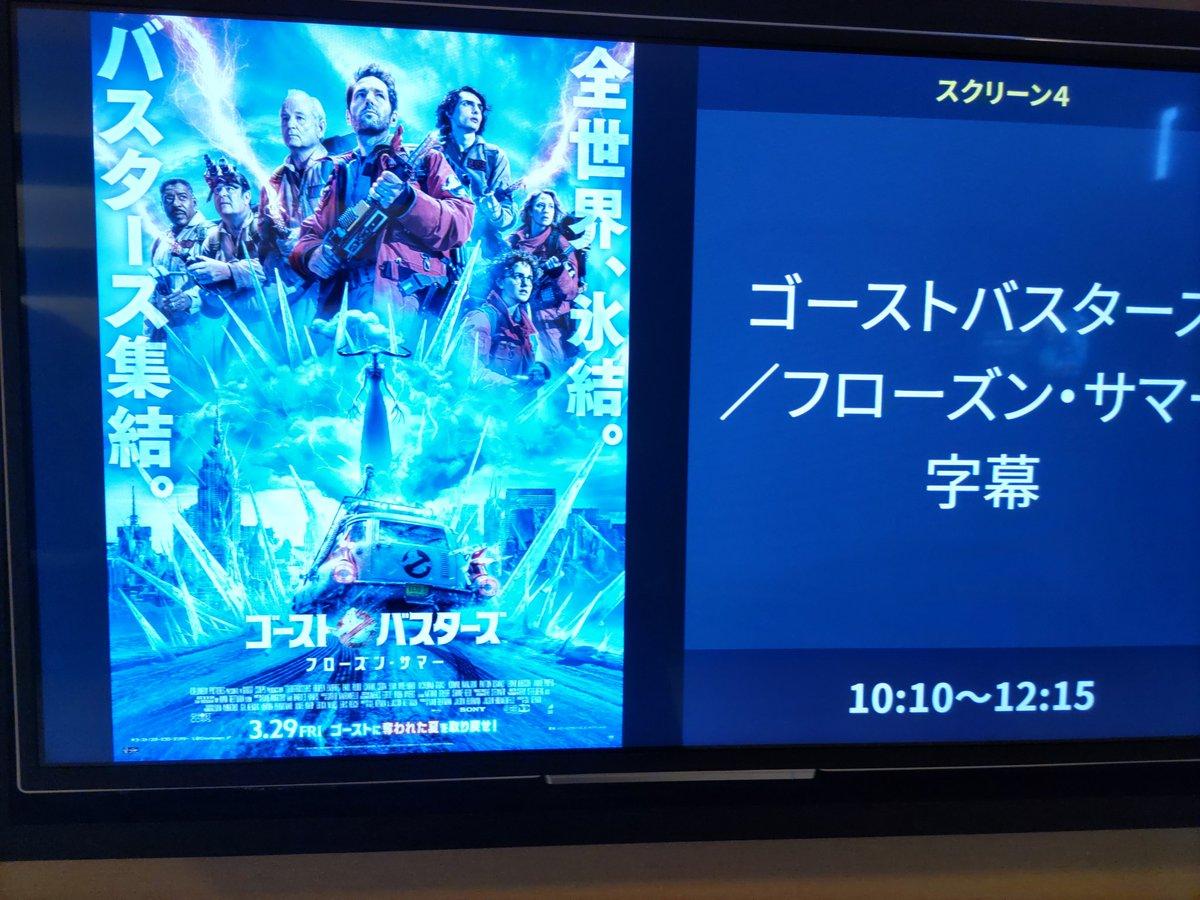 全世界、氷結。
バスターズ集結。
ゴーストバスターズ
フローズン・サマー
SONY
3.29 FRI ゴーストに奪われた夏を取り戻せ!
スクリーン4
ゴーストバスターズ
/フローズン・サマー
字幕
10:10〜12:15